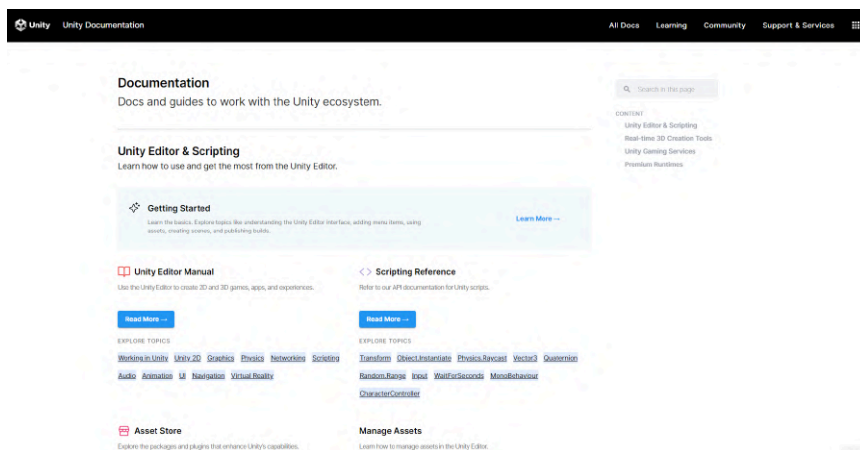 Unity Unity Documentation All Docs Learning Community Support & Services
Documentation
Docs and guides to work with the Unity ecosystem.
Search in this page
CONTENT
Unity Editor & Scripting
Real-time 3D Creation Tools
Unity Gaming Services
Premium Runtimes
Unity Editor & Scripting
Learn how to use and get the most from the Unity Editor.
Getting Started
Learn the basics. Explore topics like understanding the Unity Editor interface, adding menu items, using
assets, creating scenes, and publishing builds.
Learn More →
Unity Editor Manual
Use the Unity Editor to create 2D and 3D games, apps, and experiences.
Read More →
EXPLORE TOPICS
Working in Unity Unity 2D Graphics Physics Networking Scripting
Audio Animation UI Navigation Virtual Reality
Scripting Reference
Refer to our API documentation for Unity scripts.
Read More →
EXPLORE TOPICS
Transform Object.Instantiate Physics.Raycast Vector3 Quaternion
Random.Range Input WaitForSeconds MonoBehaviour
CharacterController
Asset Store
Explore the packages and plugins that enhance Unity's capabilities.
Manage Assets
Learn how to manage assets in the Unity Editor.